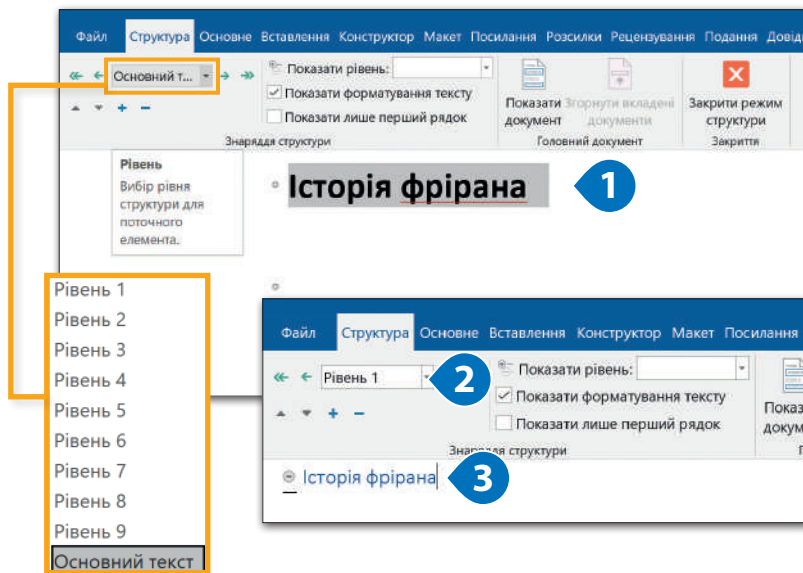 Файл Структура Основне Вставлення Конструктор Макет Посилання Розсилки Рецензування Подання
Основний т...
Показати рівень:
Показати форматування тексту
Показати лише перший рядок
Знаряддя структури
Показати документ
Згорнути вкладені документи
Головний документ
Закрити режим структури
Закриття
Рівень
Вибір рівня
структури для
поточного
елемента.
Історія фрірана
1
Рівень 1
Рівень 2
Рівень 3
Рівень 4
Рівень 5
Рівень 6
Рівень 7
Рівень 8
Рівень 9
Основний текст
Файл Структура Основне Вставлення Конструктор Макет Посилання
Рівень 1
2
Показати рівень:
Показати форматування тексту
Показати лише перший рядок
Знаряддя структури
Історія фрірана
3